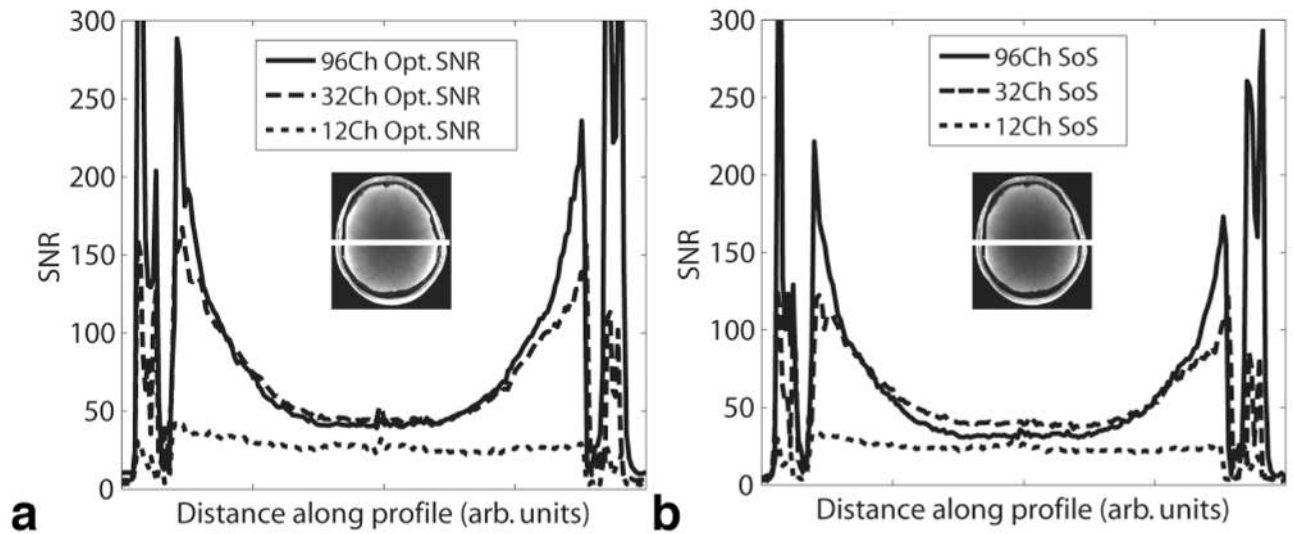 300
250
200
150
100
50
0
SNR
96Ch Opt. SNR
32Ch Opt. SNR
12Ch Opt. SNR
Distance along profile (arb. units)
a
300
250
200
150
100
50
0
SNR
96Ch SoS
32Ch SoS
12Ch SoS
Distance along profile (arb. units)
b